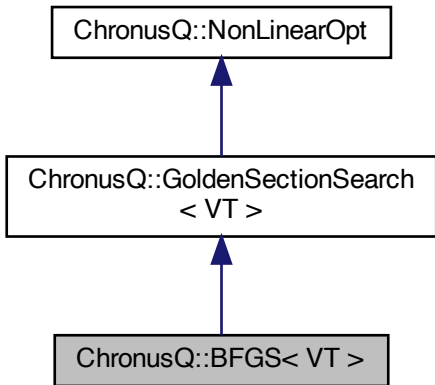 ChronusQ::NonLinearOpt
ChronusQ::GoldenSectionSearch
< VT >
ChronusQ::BFGS< VT >